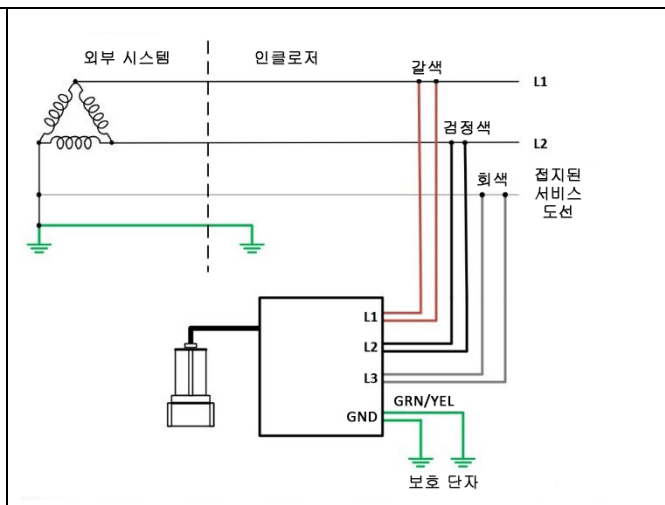 외부 시스템
인클로저
갈색
L1
검정색
L2
회색
접지된
서비스
도선
L1
L2
L3
GRN/YEL
GND
보호 단자